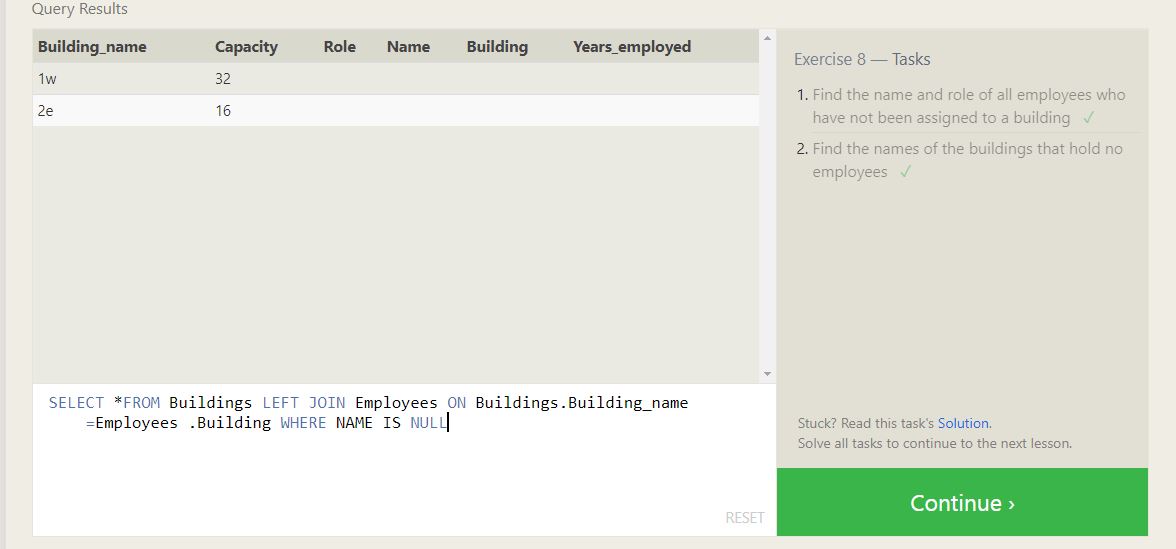 Query Results
Building_name Capacity Role Name Building Years_employed
1w 32
2e 16
SELECT *FROM Buildings LEFT JOIN Employees ON Buildings.Building_name
=Employees .Building WHERE NAME IS NULL
RESET
Exercise 8 — Tasks
1. Find the name and role of all employees who
have not been assigned to a building ✓
2. Find the names of the buildings that hold no
employees ✓
Stuck? Read this task's Solution.
Solve all tasks to continue to the next lesson.
Continue ›